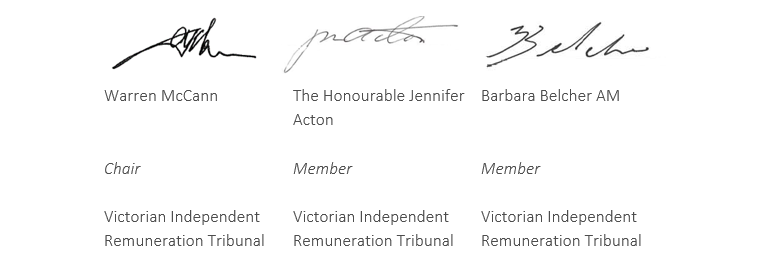 Warren McCann
The Honourable Jennifer
Acton
Barbara Belcher AM
Chair
Member
Member
Victorian Independent
Remuneration Tribunal
Victorian Independent
Remuneration Tribunal
Victorian Independent
Remuneration Tribunal